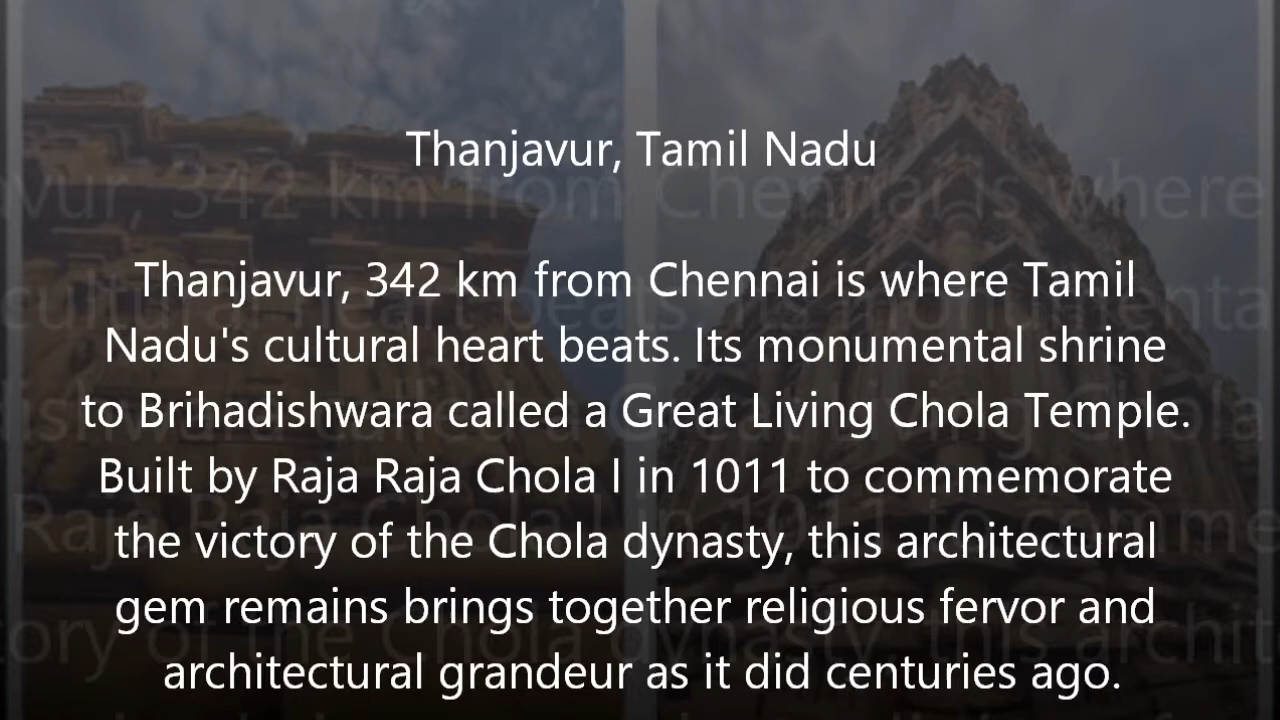 Thanjavur, Tamil Nadu
Thanjavur, 342 km from Chennai is where Tamil
Nadu's cultural heart beats. Its monumental shrine
to Brihadishwara called a Great Living Chola Temple.
Built by Raja Raja Chola I in 1011 to commemorate
the victory of the Chola dynasty, this architectural
gem remains brings together religious fervor and
architectural grandeur as it did centuries ago.